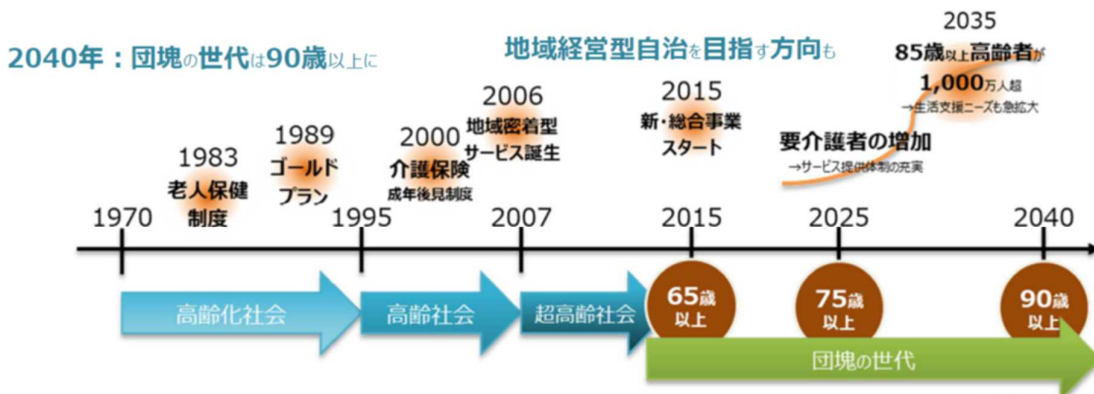 2040年：団塊の世代は90歳以上に
地域経営型自治を目指す方向も
1983
老人保健
制度
1989
ゴールド
プラン
2000
介護保険
成年後見制度
2006
地域密着型
サービス誕生
2015
新・総合事業
スタート
要介護者の増加
→サービス提供体制の充実
2035
85歳以上高齢者が
1,000万人超
→生活支援ニーズも急拡大
1970
1995
2007
2015
2025
2040
高齢化社会
高齢社会
超高齢社会
65歳
以上
75歳
以上
90歳
以上
団塊の世代